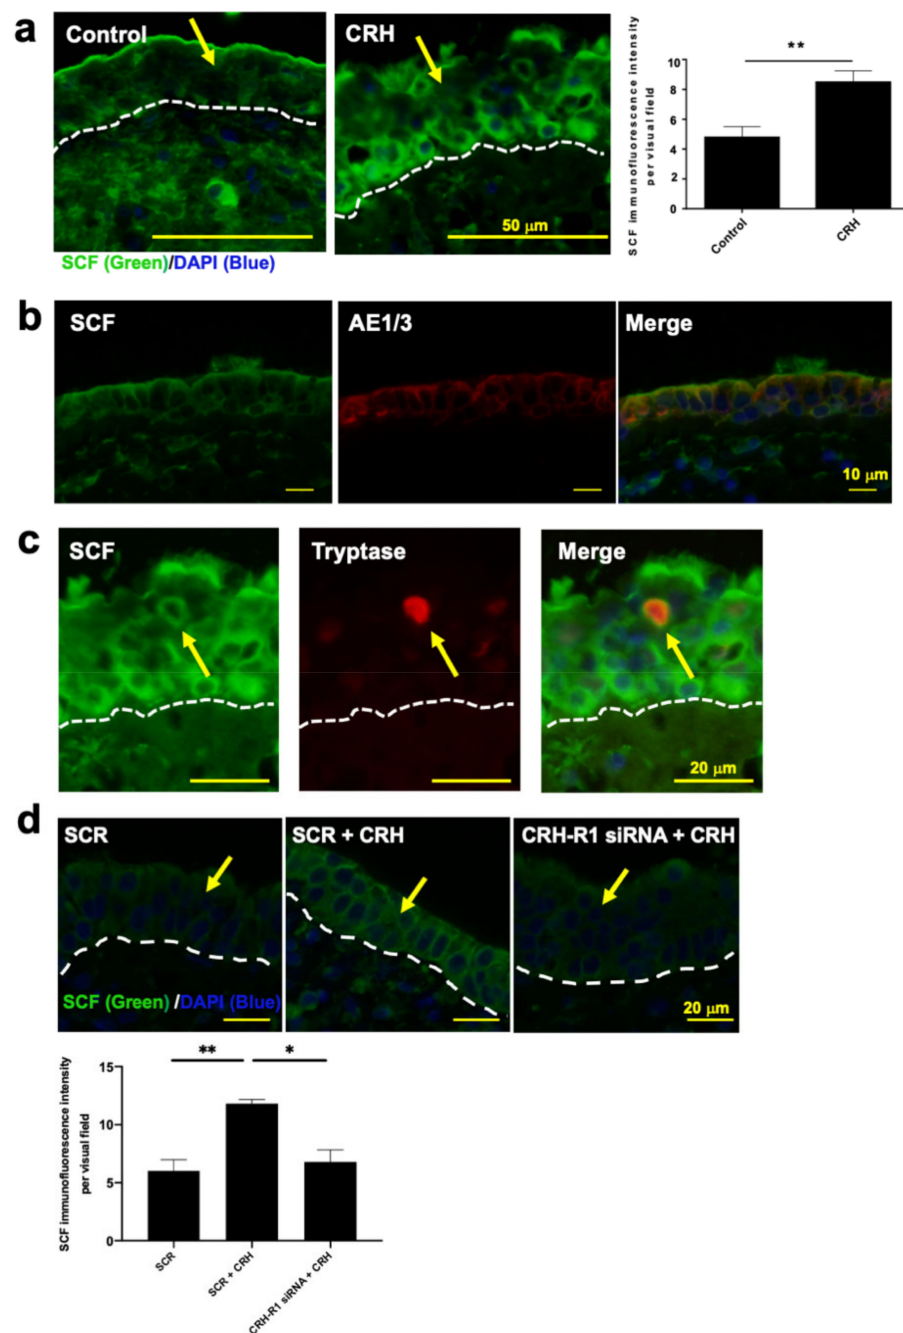 a
Control
CRH
50 μm
SCF (Green)/DAPI (Blue)
SCF immunofluorescence intensity
per visual field
10
8
6
4
2
0
**
Control
CRH
b
SCF
AE1/3
Merge
10 μm
c
SCF
Tryptase
Merge
20 μm
d
SCR
SCR + CRH
CRH-R1 siRNA + CRH
SCF (Green) /DAPI (Blue)
20 μm
SCF immunofluorescence intensity
per visual field
15
10
5
0
**
*
SCR
SCR + CRH
CRH-R1 siRNA + CRH